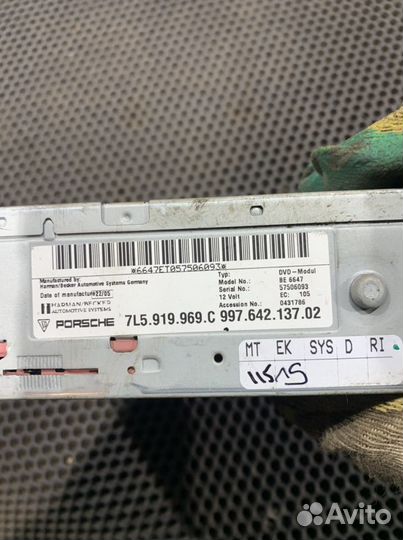 *6647ET057506093*
Manufactured by:
Harman/Becker Automotive Systems Germany
Date of manufacture 22/05
HARMAN/BECKER
AUTOMOTIVE SYSTEMS
Typ: DVD-Modul
Model No.: BE 6647
Serial No.: 57506093
12 Volt EC: 105
Accession No.: 0431786
PORSCHE 7L5.919.969.C 997.642.137.02
MT EK SYS D RI
11515
Avito